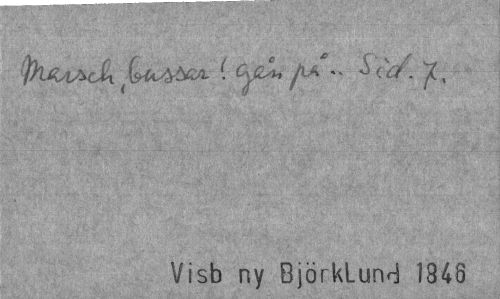 Marsch, bussar! gån på.. Sid. 7.
Visb ny Björklund 1846